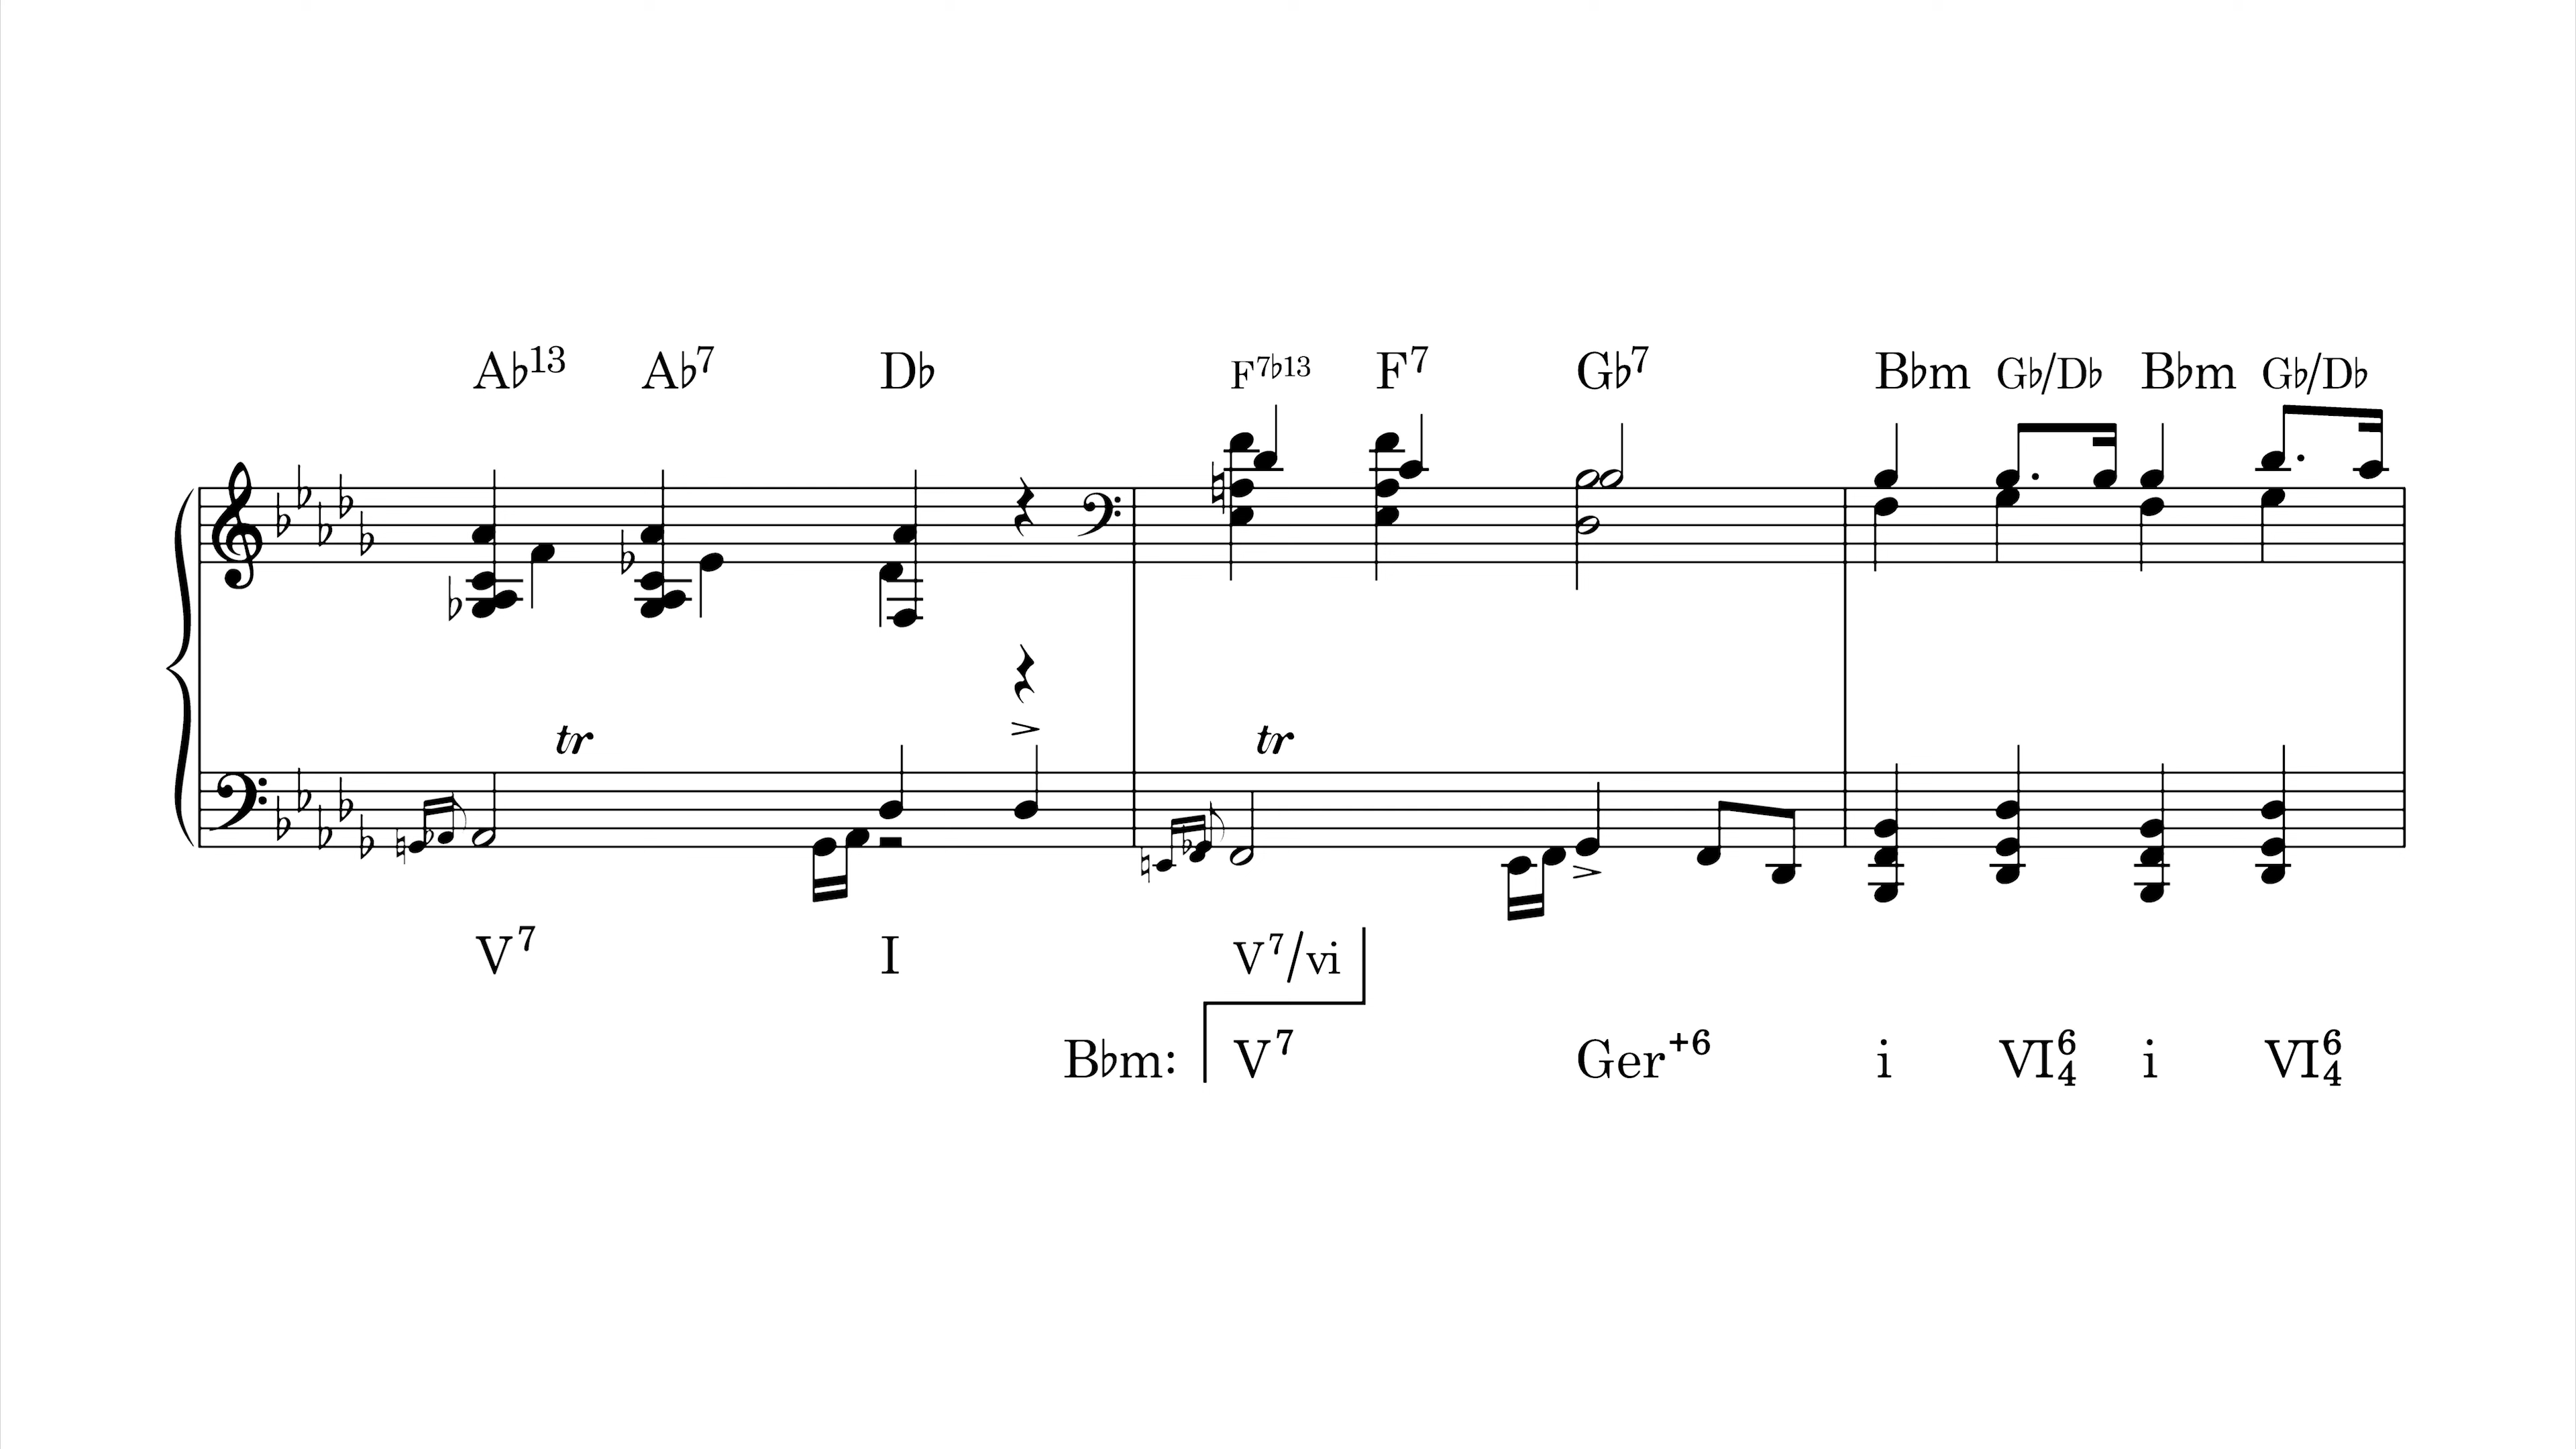 A♭13 A♭7 D♭ F7♭13 F7 G♭7 B♭m G♭/D♭ B♭m G♭/D♭
tr tr
V7 I V7/vi
B♭m: V7 Ger+6 i VI64 i VI64